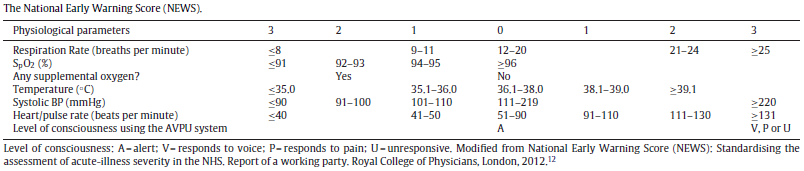 The National Early Warning Score (NEWS).
Physiological parameters 3 2 1 0 1 2 3
Respiration Rate (breaths per minute) ≤8 9–11 12–20 21–24 ≥25
SpO2 (%) ≤91 92–93 94–95 ≥96
Any supplemental oxygen? Yes No
Temperature (◦C) ≤35.0 35.1–36.0 36.1–38.0 38.1–39.0 ≥39.1
Systolic BP (mmHg) ≤90 91–100 101–110 111–219 ≥220
Heart/pulse rate (beats per minute) ≤40 41–50 51–90 91–110 111–130 ≥131
Level of consciousness using the AVPU system A V, P or U
Level of consciousness; A = alert; V = responds to voice; P = responds to pain; U = unresponsive. Modified from National Early Warning Score (NEWS): Standardising the
assessment of acute-illness severity in the NHS. Report of a working party. Royal College of Physicians, London, 2012.12